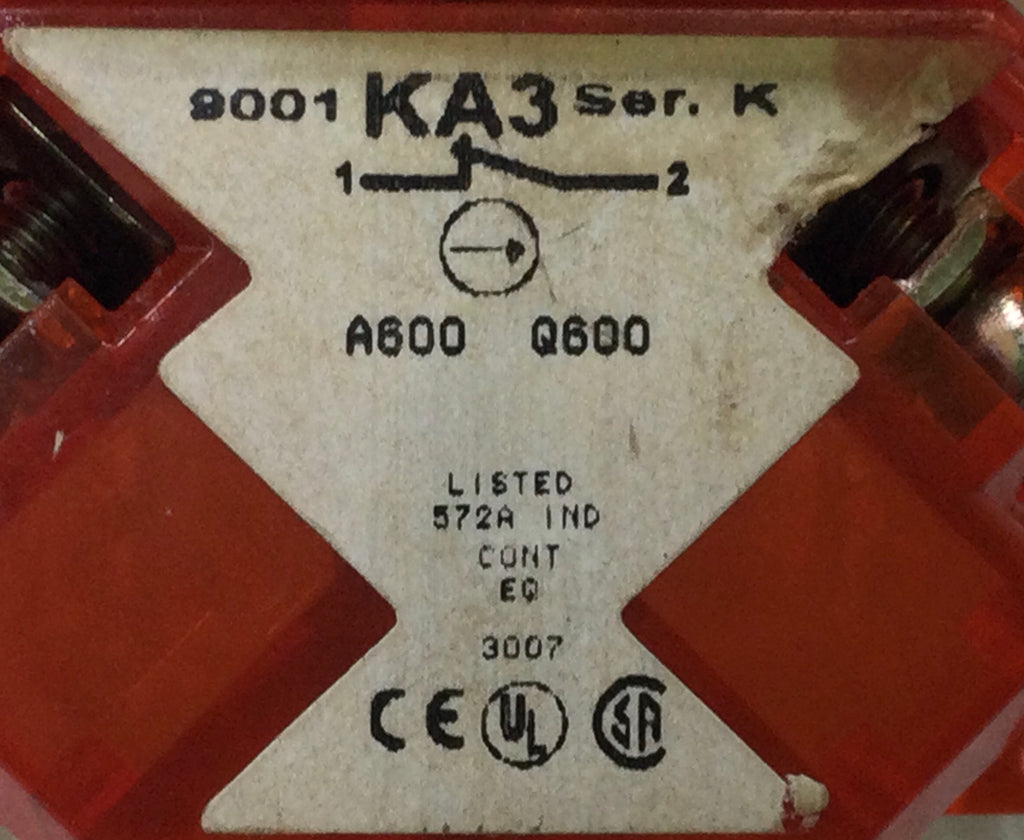 9001 KA3 Ser. K
1 2
A600 Q600
LISTED
572A IND
CONT
EQ
3007
CE UL SA